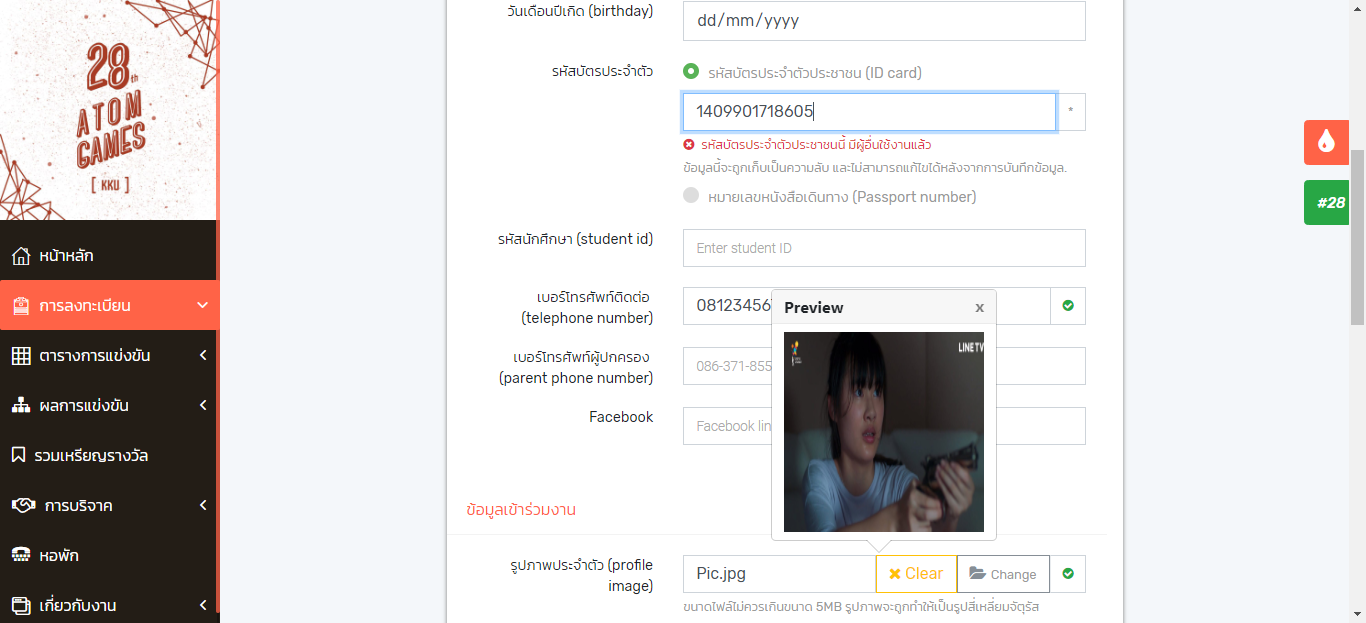 28th
ATOM
GAMES
[ KKU ]
หน้าหลัก
การลงทะเบียน
ตารางการแข่งขัน
ผลการแข่งขัน
รวมเหรียญรางวัล
การบริจาค
หอพัก
เกี่ยวกับงาน
วันเดือนปีเกิด (birthday)
dd/mm/yyyy
รหัสบัตรประจำตัว
รหัสบัตรประจำตัวประชาชน (ID card)
1409901718605
*
รหัสบัตรประจำตัวประชาชนนี้ มีผู้อื่นใช้งานแล้ว
ข้อมูลนี้จะถูกเก็บเป็นความลับ และไม่สามารถแก้ไขได้หลังจากการบันทึกข้อมูล.
หมายเลขหนังสือเดินทาง (Passport number)
รหัสนักศึกษา (student id)
Enter student ID
เบอร์โทรศัพท์ติดต่อ
(telephone number)
08123456
เบอร์โทรศัพท์ผู้ปกครอง
(parent phone number)
086-371-855
Facebook
Facebook lin
Preview
x
LINE TV
ข้อมูลเข้าร่วมงาน
รูปภาพประจำตัว (profile
image)
Pic.jpg
Clear
Change
ขนาดไฟล์ไม่ควรเกินขนาด 5MB รูปภาพจะถูกทำให้เป็นรูปสี่เหลี่ยมจัตุรัส
#28